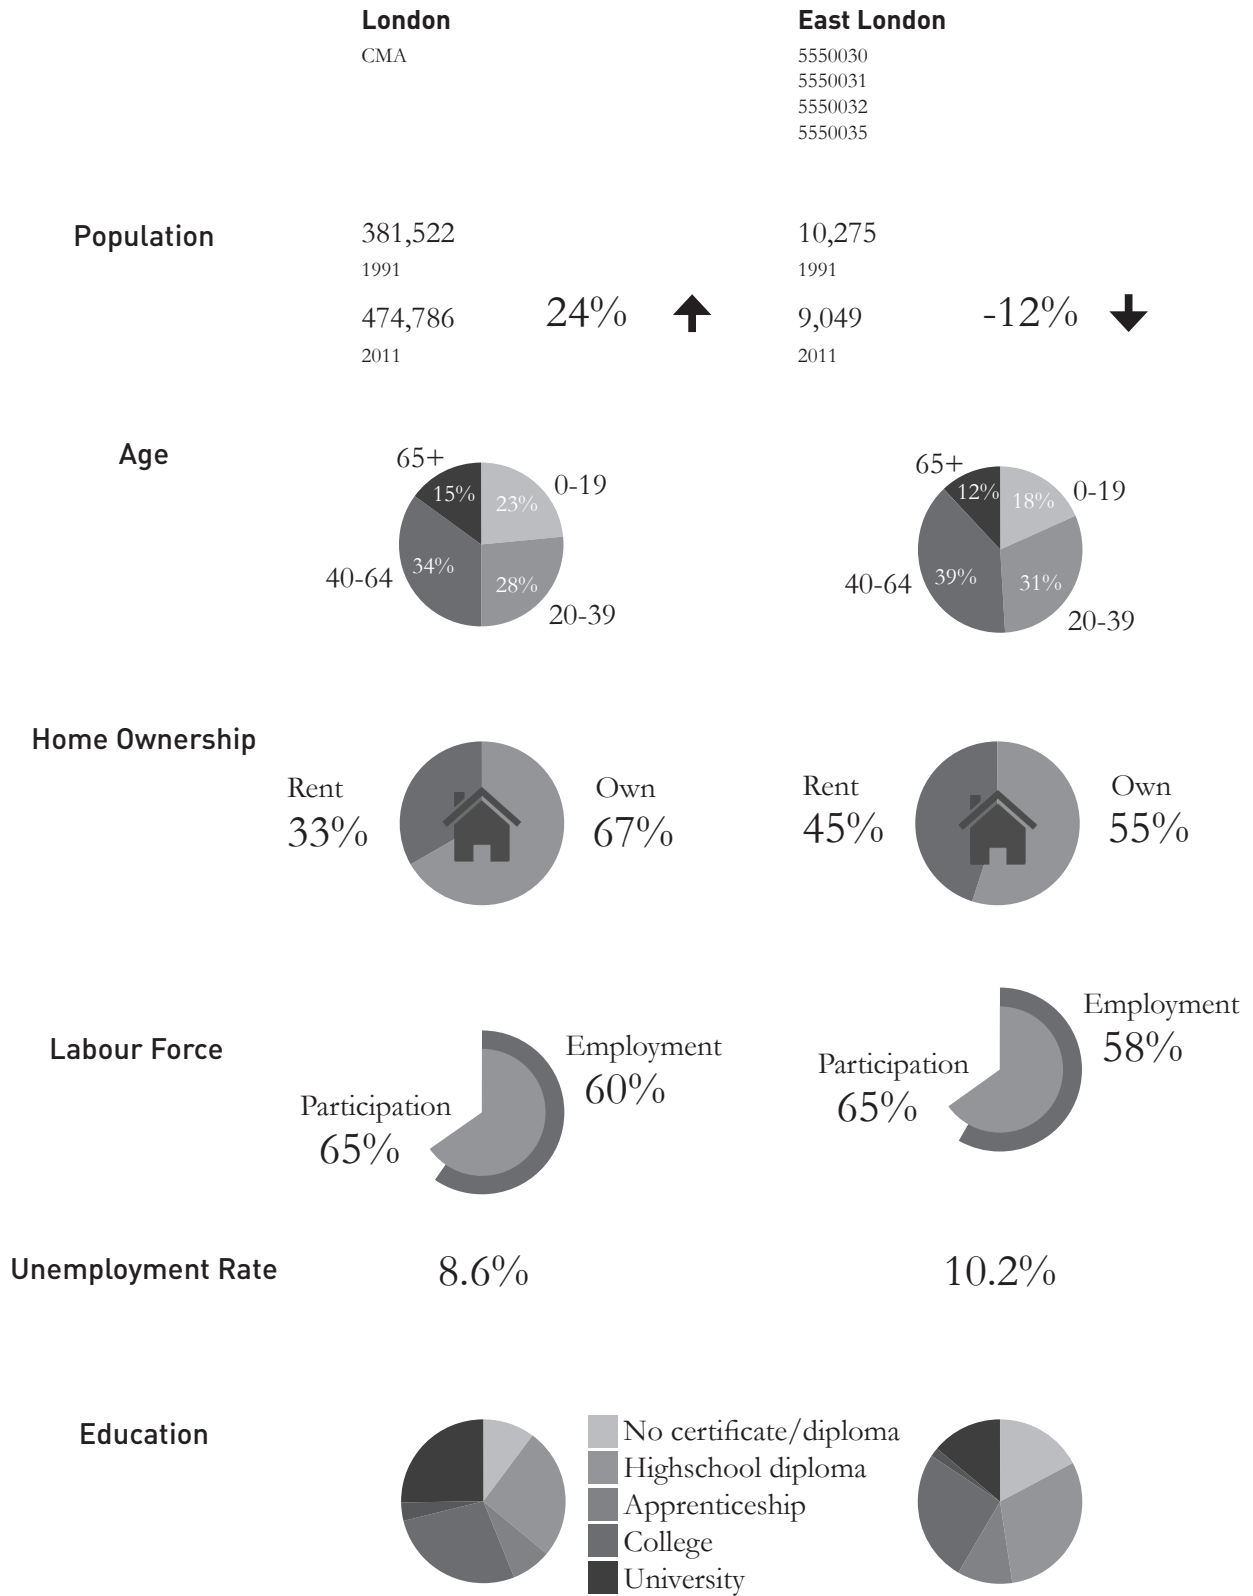 London
CMA
East London
5550030
5550031
5550032
5550035
Population
381,522
1991
474,786
2011
24%
10,275
1991
9,049
2011
-12%
Age
65+
15%
23%
0-19
40-64
34%
28%
20-39
65+
12%
18%
0-19
40-64
39%
31%
20-39
Home Ownership
Rent
33%
Own
67%
Rent
45%
Own
55%
Labour Force
Participation
65%
Employment
60%
Participation
65%
Employment
58%
Unemployment Rate
8.6%
10.2%
Education
No certificate/diploma
Highschool diploma
Apprenticeship
College
University